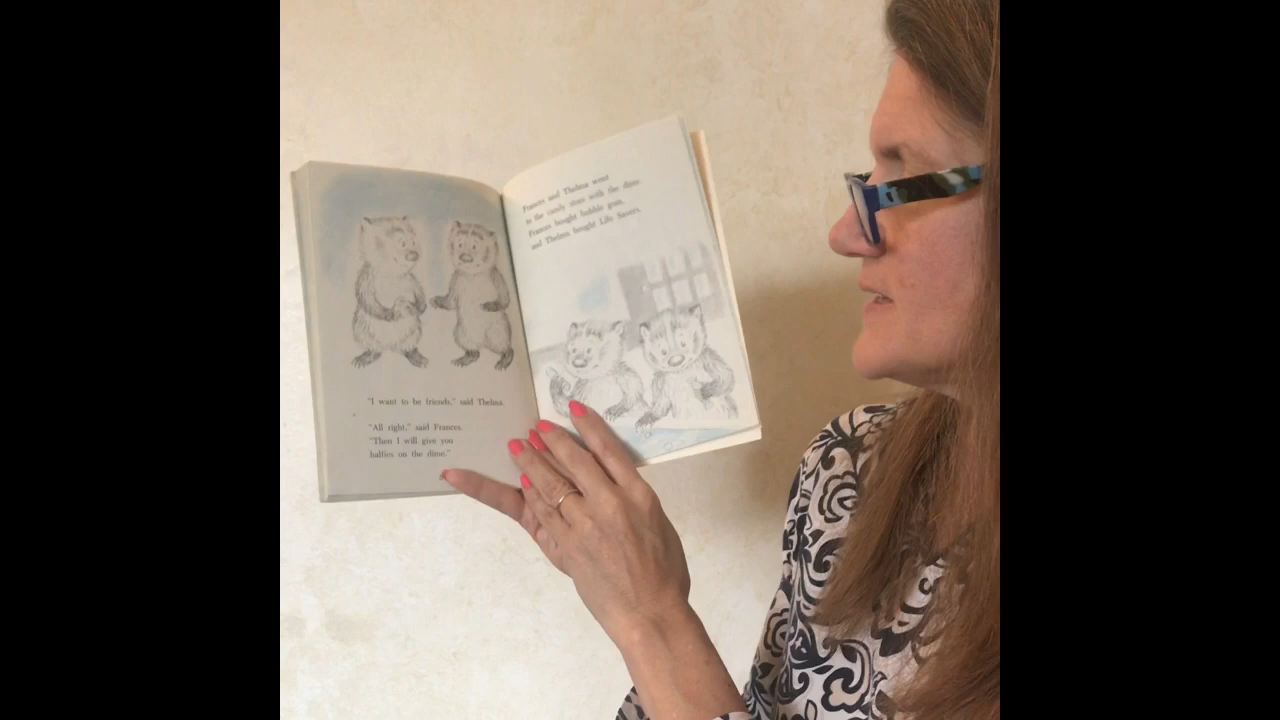 "I want to be friends," said Thelma.
"All right," said Frances.
"Then I will give you
halfies on the dime."
Frances and Thelma went
to the candy store with the dime.
Frances bought bubble gum,
and Thelma bought Life Savers.